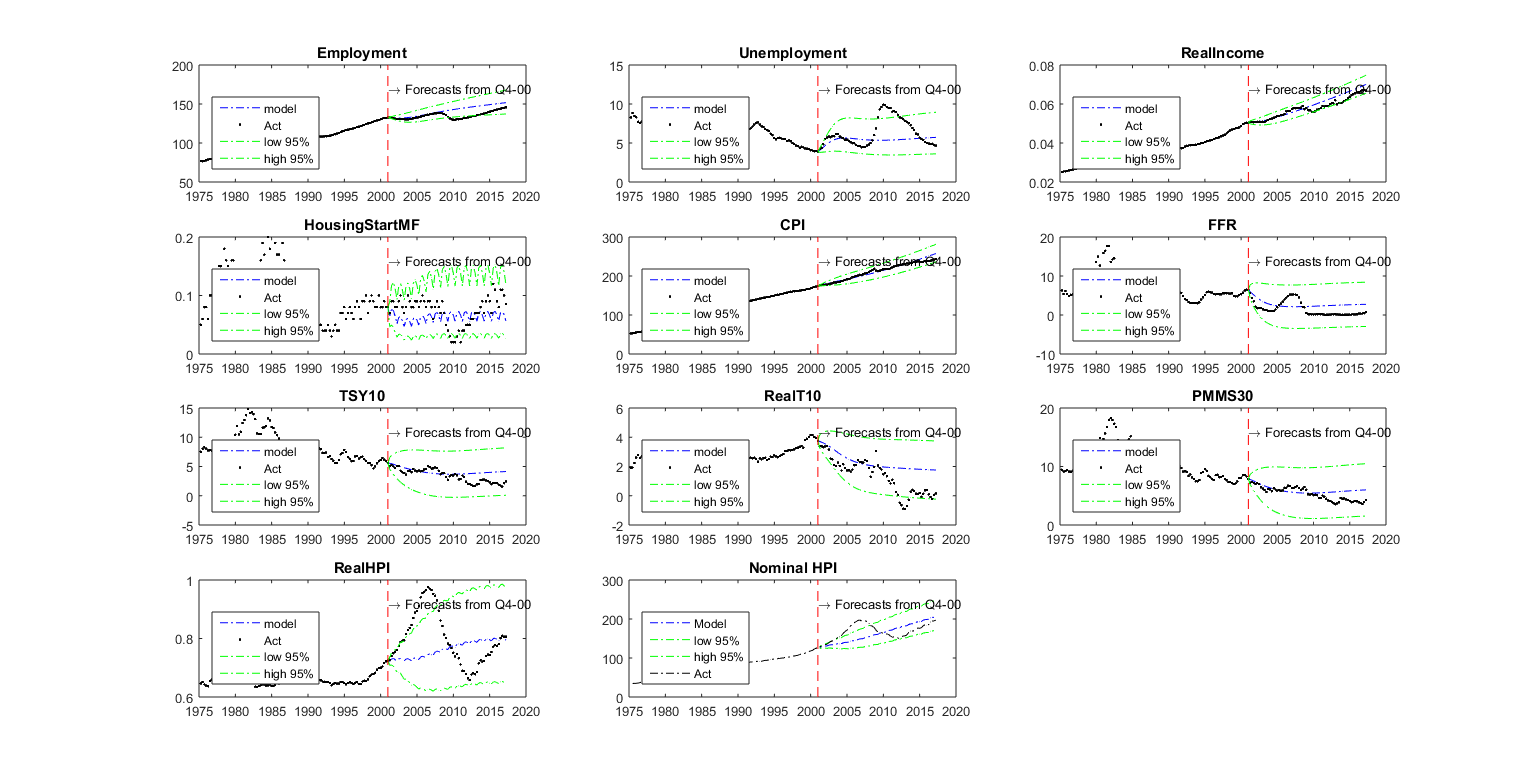 Employment
200
150
100
50
→ Forecasts from Q4-00
model
Act
low 95%
high 95%
1975 1980 1985 1990 1995 2000 2005 2010 2015 2020
Unemployment
15
10
5
0
→ Forecasts from Q4-00
model
Act
low 95%
high 95%
1975 1980 1985 1990 1995 2000 2005 2010 2015 2020
RealIncome
0.08
0.06
0.04
0.02
→ Forecasts from Q4-00
model
Act
low 95%
high 95%
1975 1980 1985 1990 1995 2000 2005 2010 2015 2020
HousingStartMF
0.2
0.1
0
→ Forecasts from Q4-00
model
Act
low 95%
high 95%
1975 1980 1985 1990 1995 2000 2005 2010 2015 2020
CPI
300
200
100
0
→ Forecasts from Q4-00
model
Act
low 95%
high 95%
1975 1980 1985 1990 1995 2000 2005 2010 2015 2020
FFR
20
10
0
-10
→ Forecasts from Q4-00
model
Act
low 95%
high 95%
1975 1980 1985 1990 1995 2000 2005 2010 2015 2020
TSY10
15
10
5
0
-5
→ Forecasts from Q4-00
model
Act
low 95%
high 95%
1975 1980 1985 1990 1995 2000 2005 2010 2015 2020
RealT10
6
4
2
0
-2
→ Forecasts from Q4-00
model
Act
low 95%
high 95%
1975 1980 1985 1990 1995 2000 2005 2010 2015 2020
PMMS30
20
10
0
→ Forecasts from Q4-00
model
Act
low 95%
high 95%
1975 1980 1985 1990 1995 2000 2005 2010 2015 2020
RealHPI
1
0.8
0.6
→ Forecasts from Q4-00
model
Act
low 95%
high 95%
1975 1980 1985 1990 1995 2000 2005 2010 2015 2020
Nominal HPI
300
200
100
0
→ Forecasts from Q4-00
Model
low 95%
high 95%
Act
1975 1980 1985 1990 1995 2000 2005 2010 2015 2020